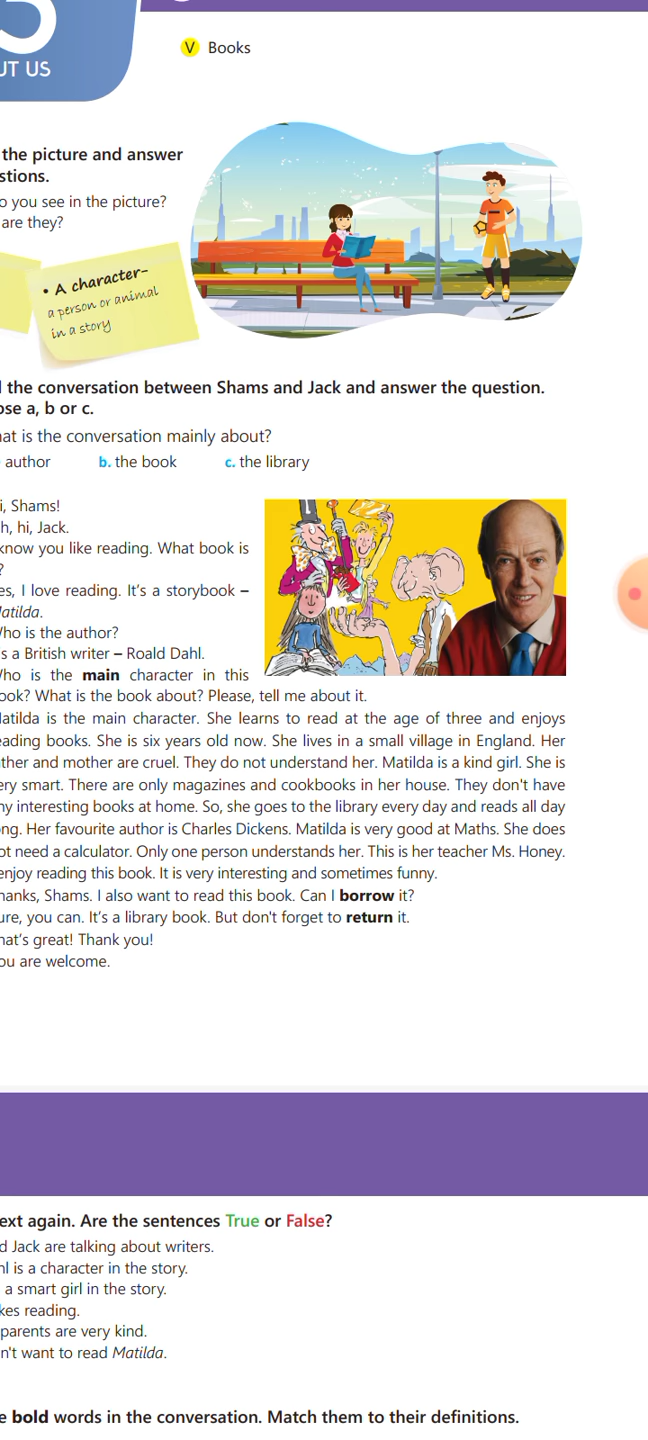 3
UT US
V Books
the picture and answer
stions.
o you see in the picture?
are they?
• A character–
a person or animal
in a story
the conversation between Shams and Jack and answer the question.
ose a, b or c.
at is the conversation mainly about?
author b. the book c. the library
i, Shams!
h, hi, Jack.
know you like reading. What book is
?
es, I love reading. It's a storybook –
atilda.
ho is the author?
s a British writer – Roald Dahl.
ho is the main character in this
ook? What is the book about? Please, tell me about it.
atilda is the main character. She learns to read at the age of three and enjoys
eading books. She is six years old now. She lives in a small village in England. Her
ther and mother are cruel. They do not understand her. Matilda is a kind girl. She is
ery smart. There are only magazines and cookbooks in her house. They don't have
ny interesting books at home. So, she goes to the library every day and reads all day
ong. Her favourite author is Charles Dickens. Matilda is very good at Maths. She does
ot need a calculator. Only one person understands her. This is her teacher Ms. Honey.
enjoy reading this book. It is very interesting and sometimes funny.
hanks, Shams. I also want to read this book. Can I borrow it?
ure, you can. It's a library book. But don't forget to return it.
hat's great! Thank you!
ou are welcome.
ext again. Are the sentences True or False?
d Jack are talking about writers.
hl is a character in the story.
a smart girl in the story.
kes reading.
parents are very kind.
n't want to read Matilda.
e bold words in the conversation. Match them to their definitions.